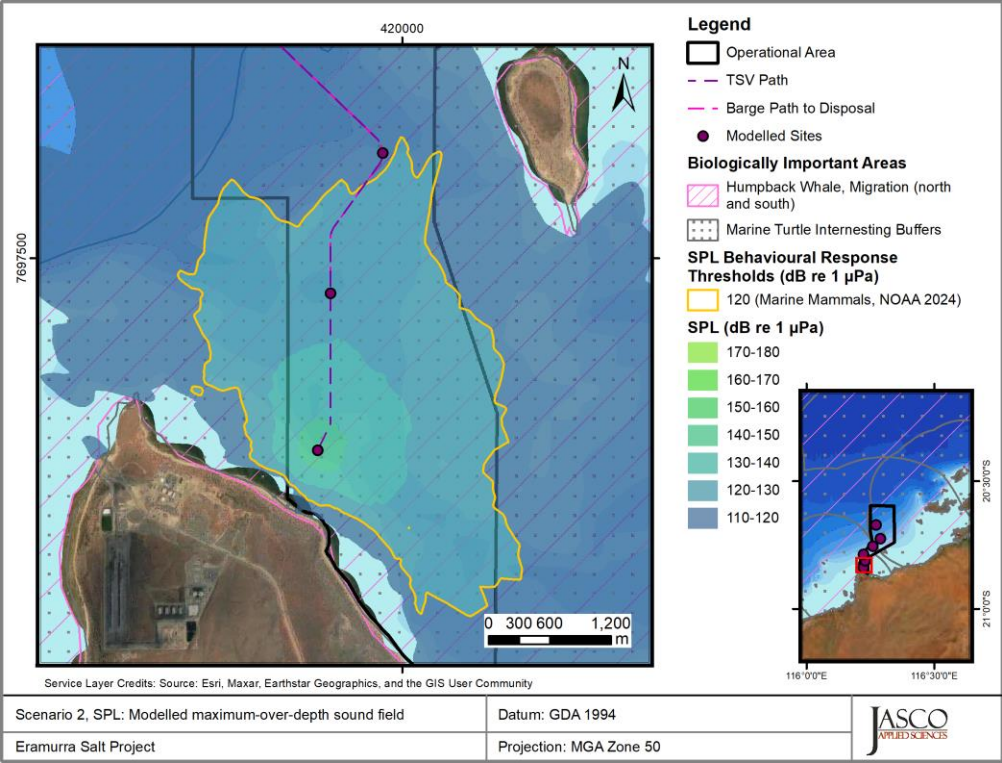 420000
7697500
N
0 300 600 1,200
m
Service Layer Credits: Source: Esri, Maxar, Earthstar Geographics, and the GIS User Community
Legend
Operational Area
TSV Path
Barge Path to Disposal
Modelled Sites
Biologically Important Areas
Humpback Whale, Migration (north
and south)
Marine Turtle Internesting Buffers
SPL Behavioural Response
Thresholds (dB re 1 µPa)
120 (Marine Mammals, NOAA 2024)
SPL (dB re 1 µPa)
170-180
160-170
150-160
140-150
130-140
120-130
110-120
20°30'0"S
21°0'0"S
116°0'0"E
116°30'0"E
Scenario 2, SPL: Modelled maximum-over-depth sound field
Datum: GDA 1994
Eramurra Salt Project
Projection: MGA Zone 50
JASCO
APPLIED SCIENCES